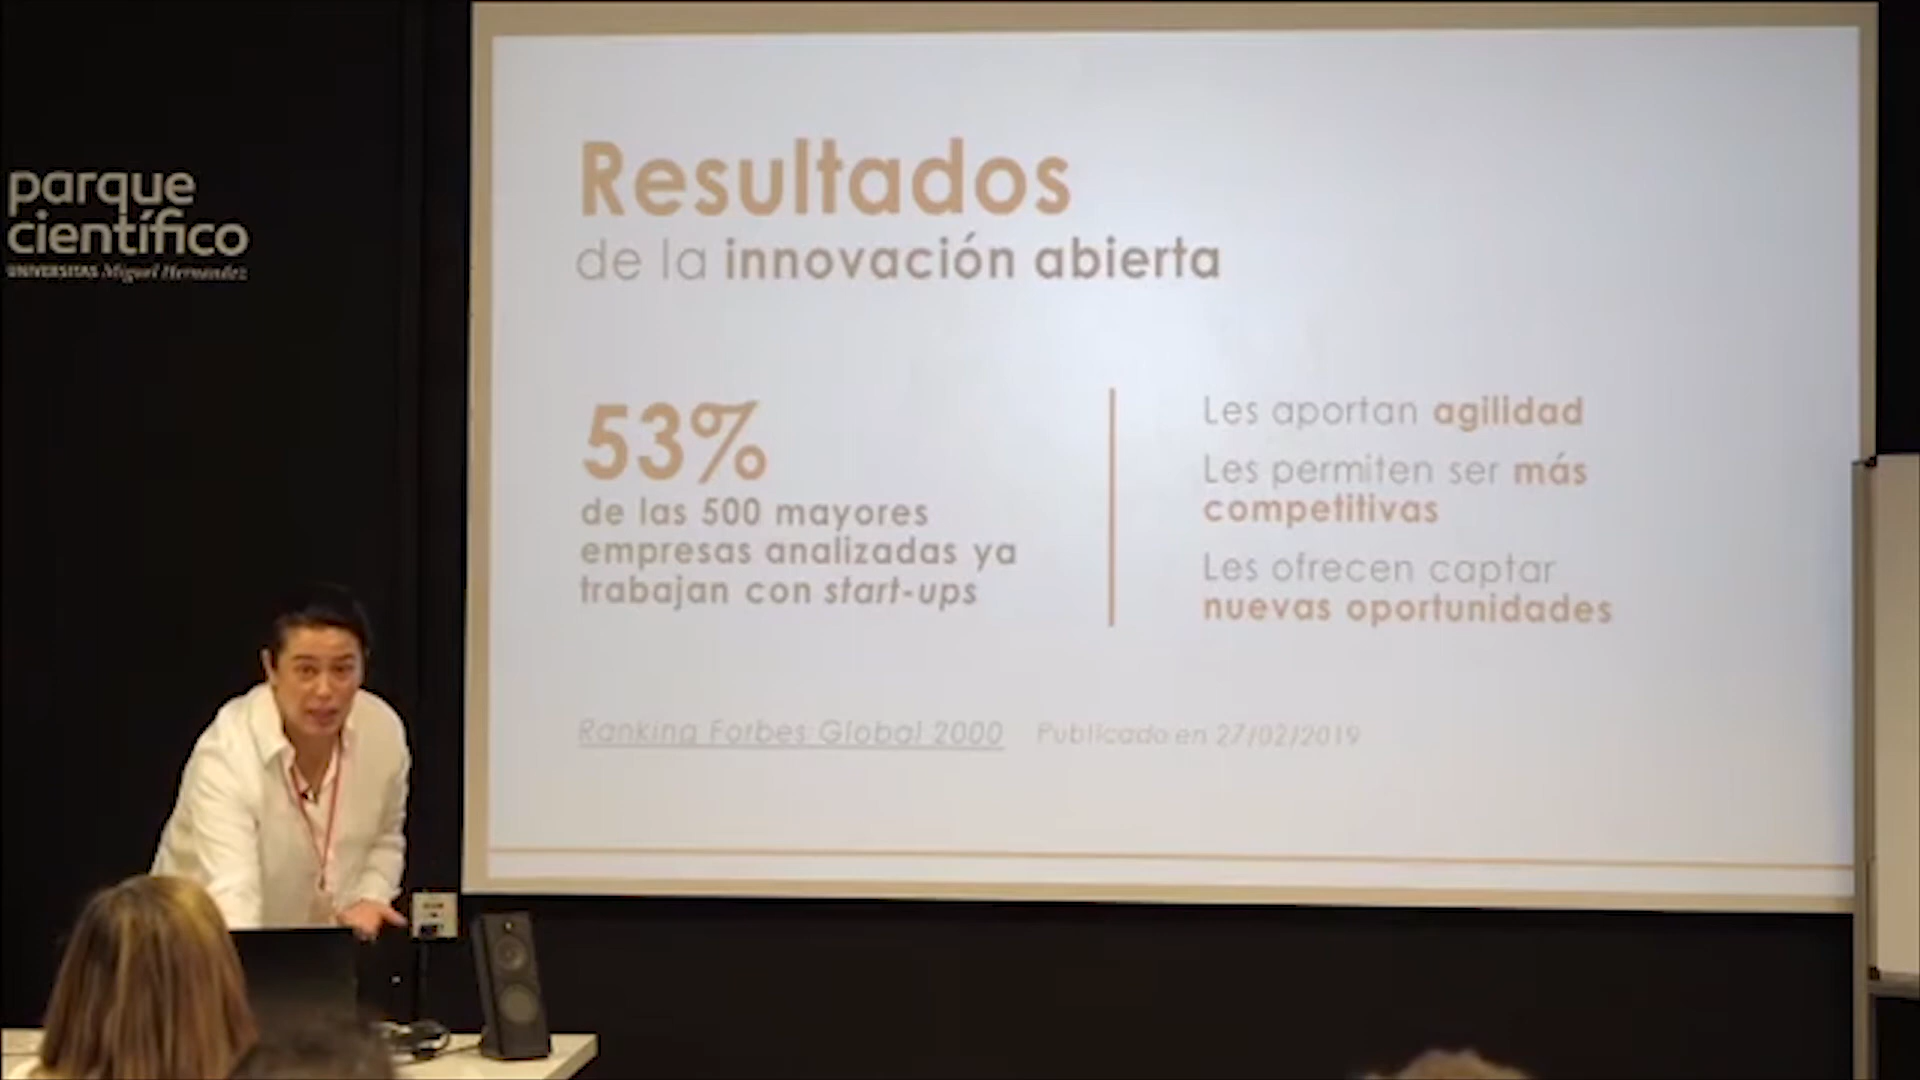 parque
científico
UNIVERSITAS Miguel Hernández
Resultados
de la innovación abierta
53%
de las 500 mayores
empresas analizadas ya
trabajan con start-ups
Les aportan agilidad
Les permiten ser más
competitivas
Les ofrecen captar
nuevas oportunidades
Ranking Forbes Global 2000 Publicado en 27/02/2019